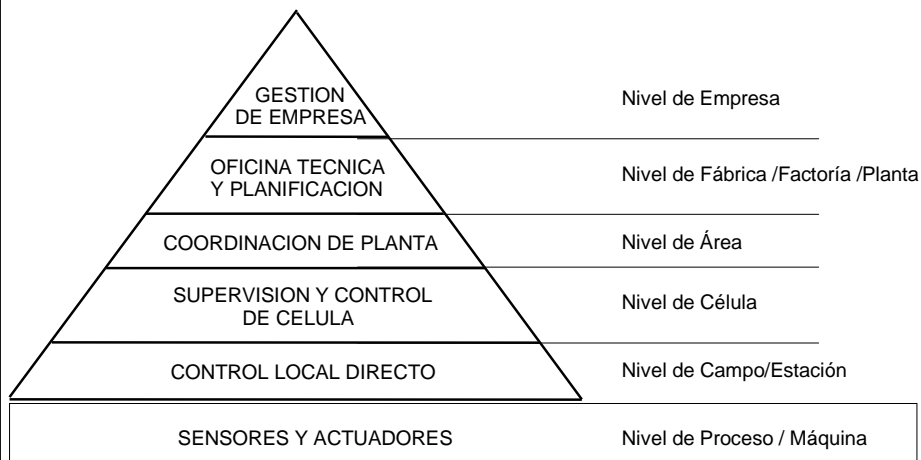 GESTION
DE EMPRESA
Nivel de Empresa
OFICINA TECNICA
Y PLANIFICACION
Nivel de Fábrica /Factoría /Planta
COORDINACION DE PLANTA
Nivel de Área
SUPERVISION Y CONTROL
DE CELULA
Nivel de Célula
CONTROL LOCAL DIRECTO
Nivel de Campo/Estación
SENSORES Y ACTUADORES
Nivel de Proceso / Máquina